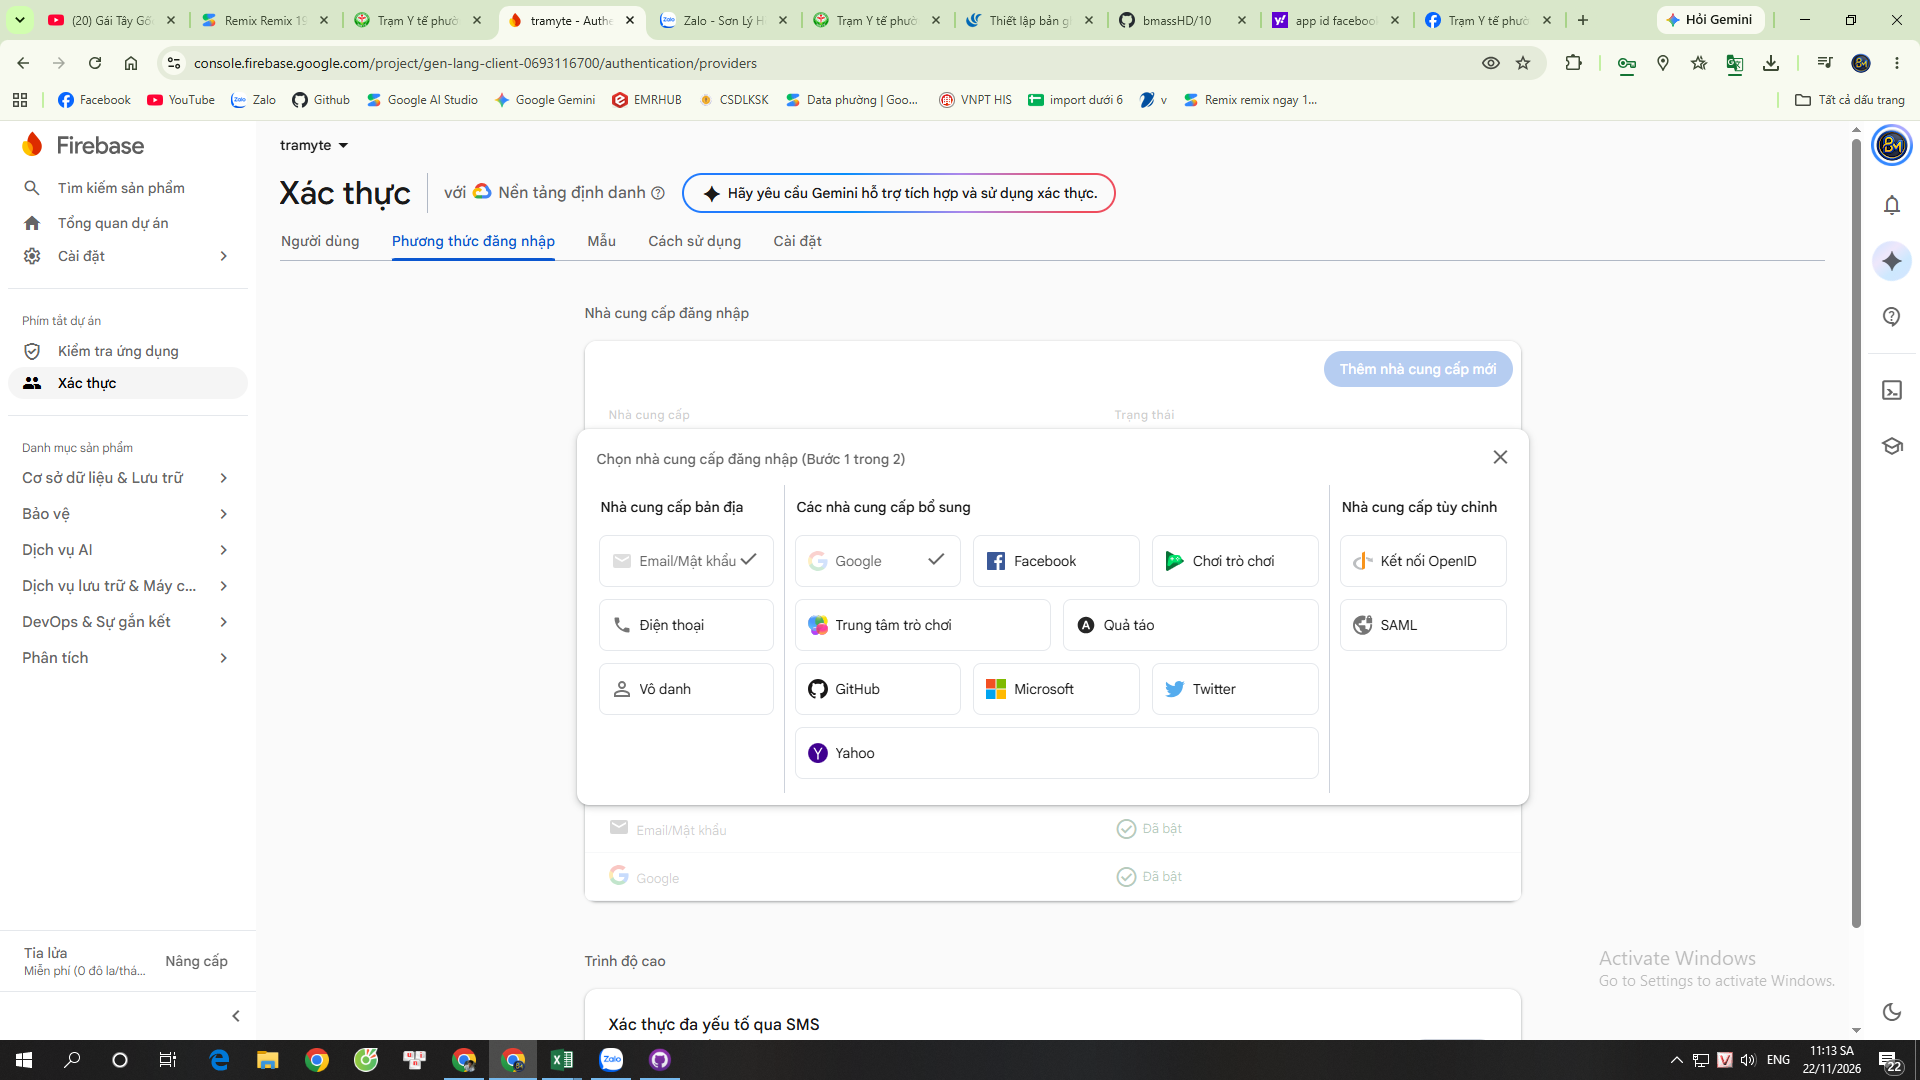 (20) Gái Tây Gố
Remix Remix 19
Trạm Y tế phườ
tramyte - Authe
Zalo - Sơn Lý H
Trạm Y tế phườ
Thiết lập bản gh
bmassHD/10
app id facebook
Trạm Y tế phườ
Hỏi Gemini
console.firebase.google.com/project/gen-lang-client-0693116700/authentication/providers
Facebook
YouTube
Zalo
Github
Google AI Studio
Google Gemini
EMRHUB
CSDLKSK
Data phường | Goo...
VNPT HIS
import dưới 6
v
Remix remix ngay 1...
Tất cả dấu trang
Firebase
Tìm kiếm sản phẩm
Tổng quan dự án
Cài đặt
Phím tắt dự án
Kiểm tra ứng dụng
Xác thực
Danh mục sản phẩm
Cơ sở dữ liệu & Lưu trữ
Bảo vệ
Dịch vụ AI
Dịch vụ lưu trữ & Máy c...
DevOps & Sự gắn kết
Phân tích
Tia lửa
Miễn phí (0 đô la/thá...
Nâng cấp
tramyte
Xác thực
với
Nền tảng định danh
Hãy yêu cầu Gemini hỗ trợ tích hợp và sử dụng xác thực.
Người dùng
Phương thức đăng nhập
Mẫu
Cách sử dụng
Cài đặt
Nhà cung cấp đăng nhập
Thêm nhà cung cấp mới
Nhà cung cấp
Trạng thái
Chọn nhà cung cấp đăng nhập (Bước 1 trong 2)
Nhà cung cấp bản địa
Email/Mật khẩu
Điện thoại
Vô danh
Các nhà cung cấp bổ sung
Google
Facebook
Chơi trò chơi
Trung tâm trò chơi
Quả táo
GitHub
Microsoft
Twitter
Yahoo
Nhà cung cấp tùy chỉnh
Kết nối OpenID
SAML
Email/Mật khẩu
Đã bật
Google
Đã bật
Trình độ cao
Xác thực đa yếu tố qua SMS
Activate Windows
Go to Settings to activate Windows.
ENG
11:13 SA
22/11/2026
22